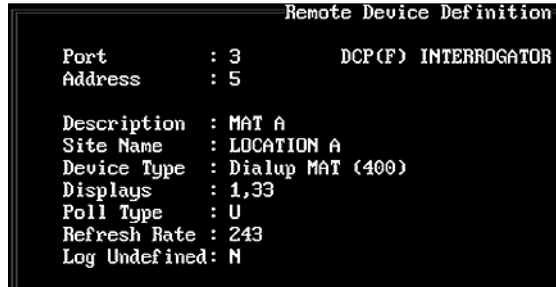 Remote Device Definition
Port : 3 DCP(F) INTERROGATOR
Address : 5
Description : MAT A
Site Name : LOCATION A
Device Type : Dialup MAT (400)
Displays : 1,33
Poll Type : U
Refresh Rate : 243
Log Undefined: N